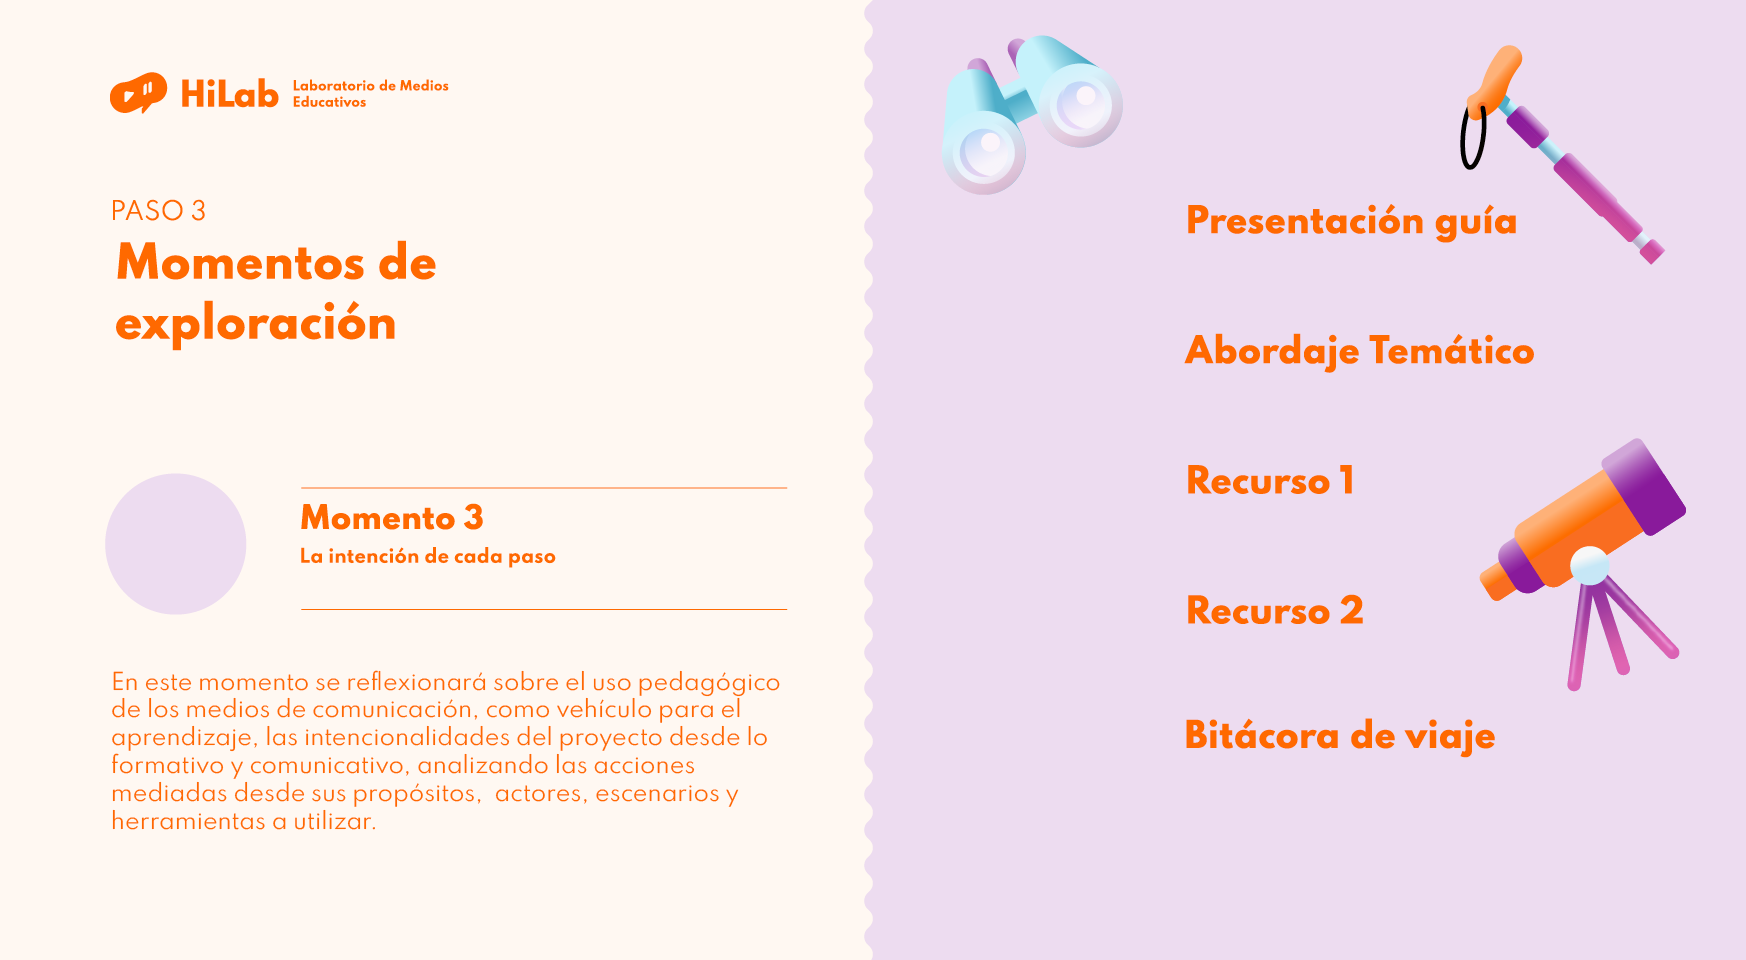 HiLab
Laboratorio de Medios
Educativos
PASO 3
Momentos de
exploración
Momento 3
La intención de cada paso
En este momento se reflexionará sobre el uso pedagógico
de los medios de comunicación, como vehículo para el
aprendizaje, las intencionalidades del proyecto desde lo
formativo y comunicativo, analizando las acciones
mediadas desde sus propósitos,  actores, escenarios y
herramientas a utilizar.
Presentación guía
Abordaje Temático
Recurso 1
Recurso 2
Bitácora de viaje